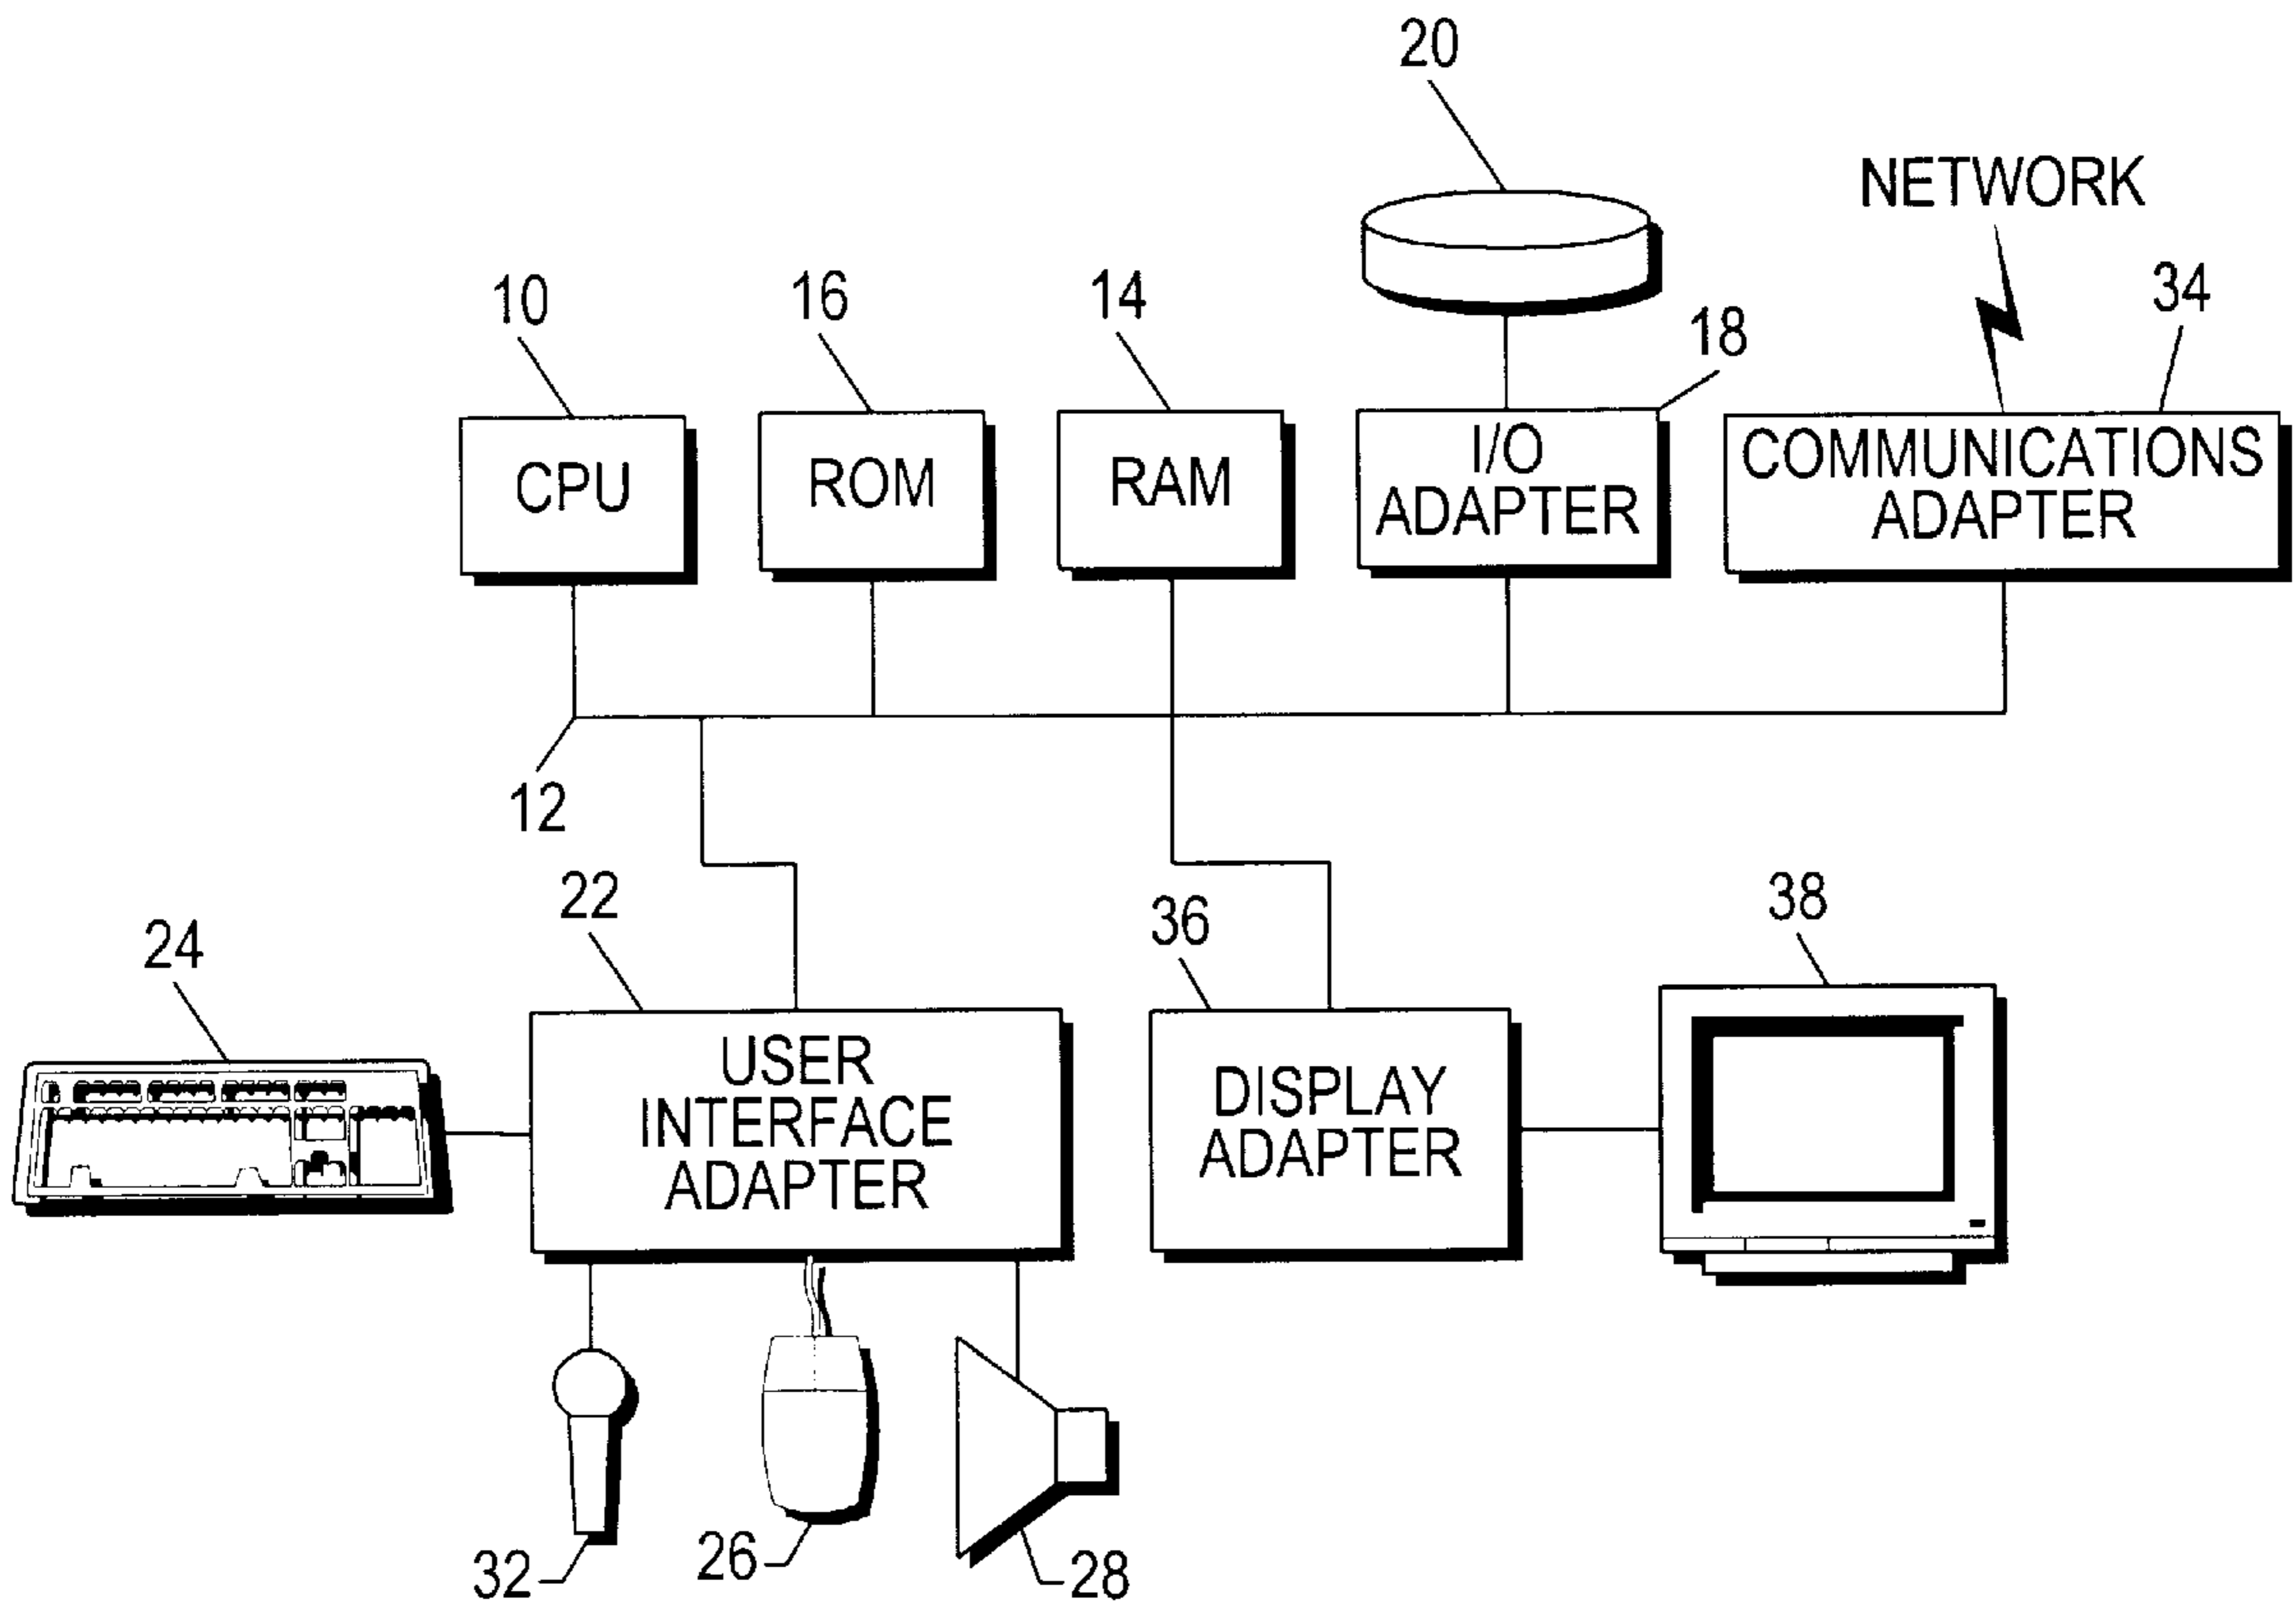 20
NETWORK
10
16
14
18
34
CPU
ROM
RAM
I/O
ADAPTER
COMMUNICATIONS
ADAPTER
12
22
36
38
24
USER
INTERFACE
ADAPTER
DISPLAY
ADAPTER
32
26
28